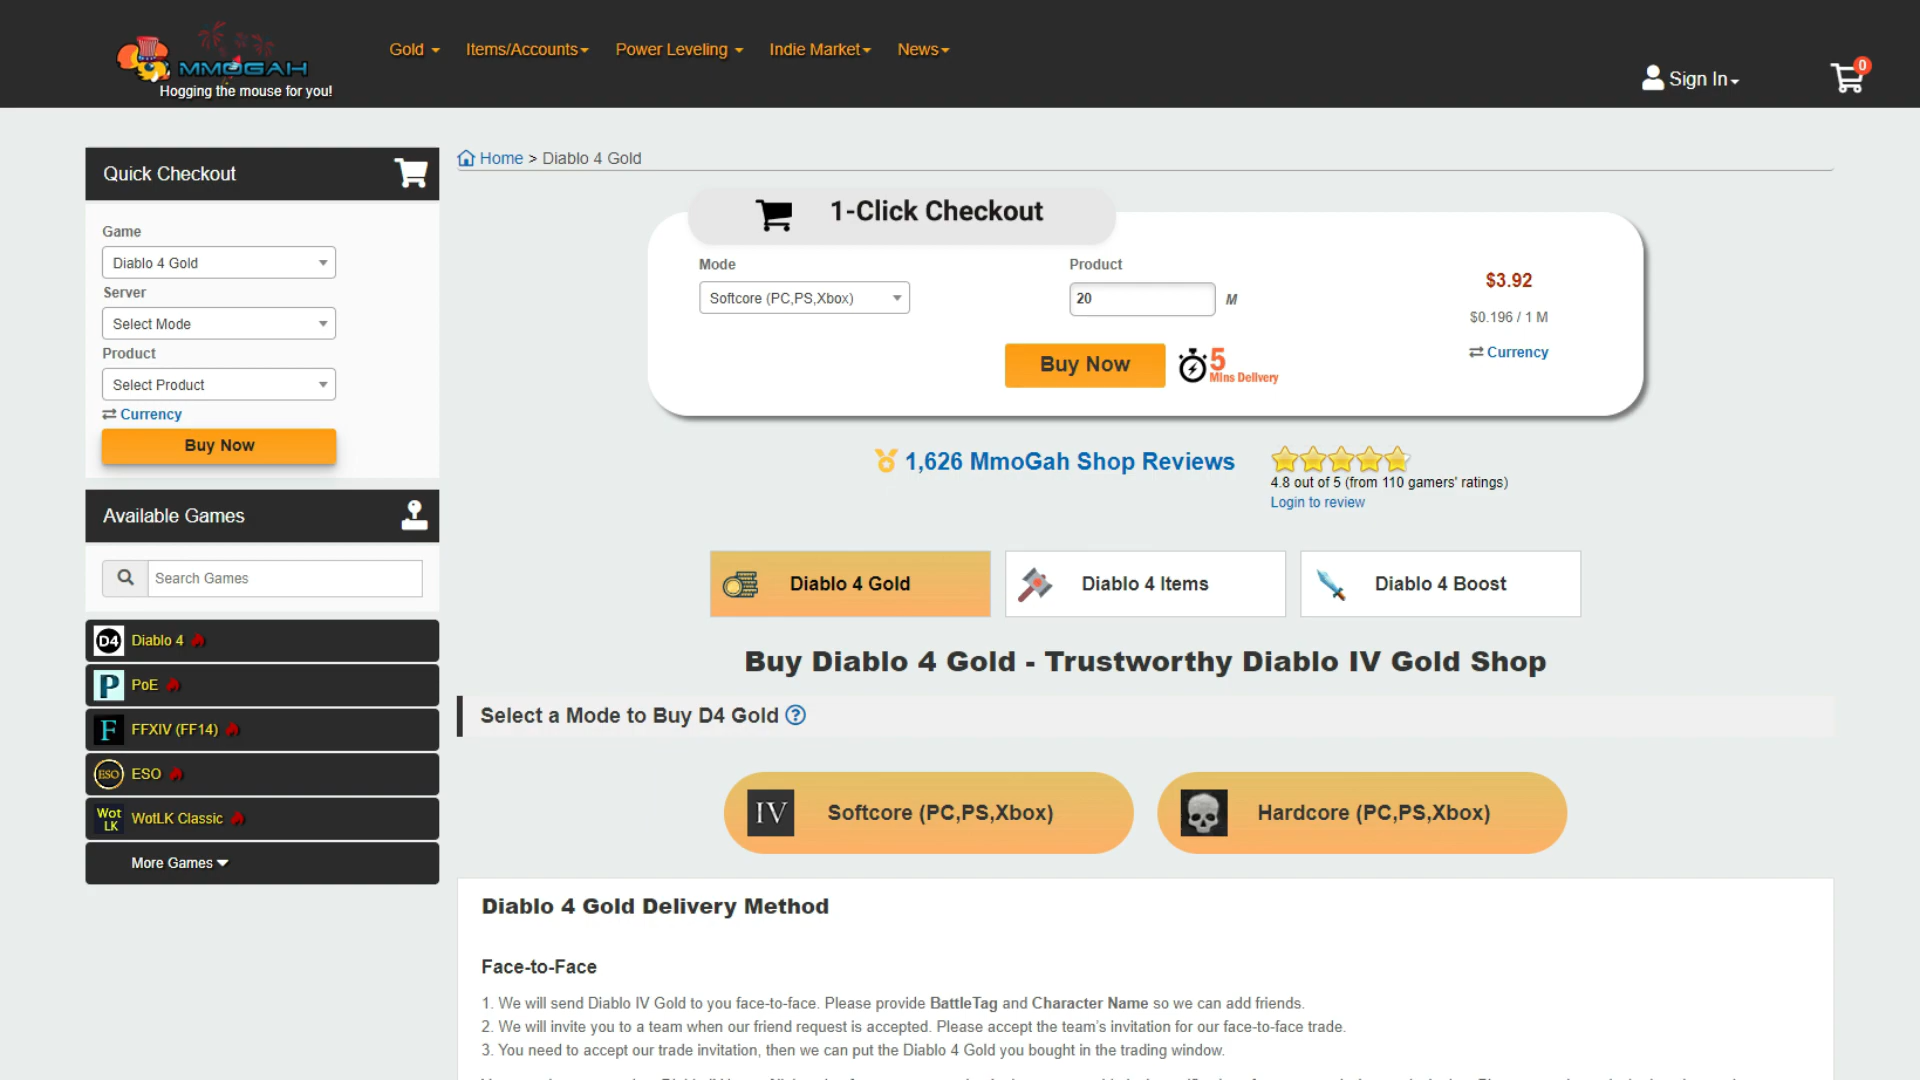 MMOGAH
Hogging the mouse for you!
Gold
Items/Accounts
Power Leveling
Indie Market
News
Sign In
0
Quick Checkout
Game
Diablo 4 Gold
Server
Select Mode
Product
Select Product
Currency
Buy Now
Available Games
Search Games
D4 Diablo 4
P PoE
F FFXIV (FF14)
ESO ESO
Wot LK WotLK Classic
More Games
Home > Diablo 4 Gold
1-Click Checkout
Mode
Softcore (PC,PS,Xbox)
Product
20 M
$3.92
$0.196 / 1 M
Currency
Buy Now
5 Mins Delivery
1,626 MmoGah Shop Reviews
4.8 out of 5 (from 110 gamers' ratings)
Login to review
Diablo 4 Gold
Diablo 4 Items
Diablo 4 Boost
Buy Diablo 4 Gold - Trustworthy Diablo IV Gold Shop
Select a Mode to Buy D4 Gold ?
IV Softcore (PC,PS,Xbox)
Hardcore (PC,PS,Xbox)
Diablo 4 Gold Delivery Method
Face-to-Face
1. We will send Diablo IV Gold to you face-to-face. Please provide BattleTag and Character Name so we can add friends.
2. We will invite you to a team when our friend request is accepted. Please accept the team's invitation for our face-to-face trade.
3. You need to accept our trade invitation, then we can put the Diablo 4 Gold you bought in the trading window.